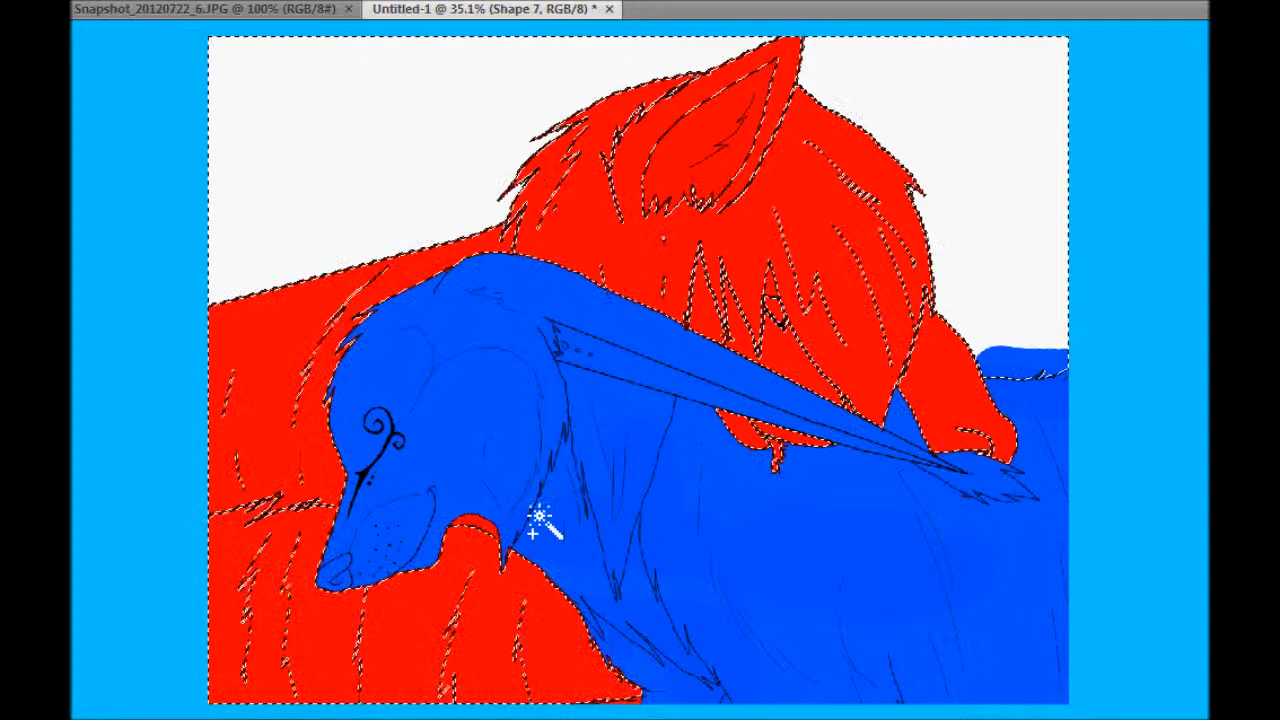 Snapshot_20120722_6.JPG @ 100% (RGB/8#) ×
Untitled-1 @ 35.1% (Shape 7, RGB/8) * ×